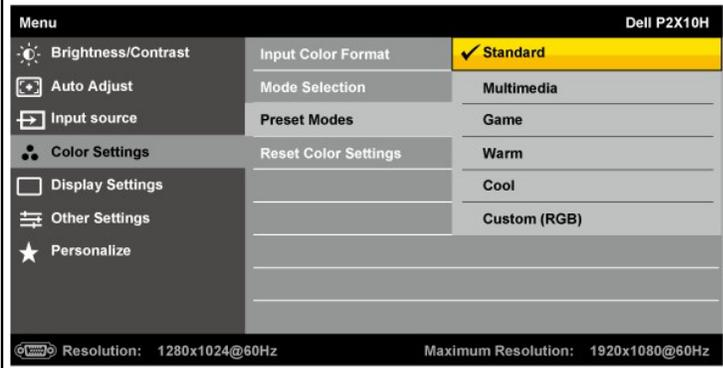 Menu Dell P2X10H
Brightness/Contrast Input Color Format Standard
Auto Adjust Mode Selection Multimedia
Input source Preset Modes Game
Color Settings Reset Color Settings Warm
Display Settings Cool
Other Settings Custom (RGB)
Personalize
Resolution: 1280x1024@60Hz Maximum Resolution: 1920x1080@60Hz